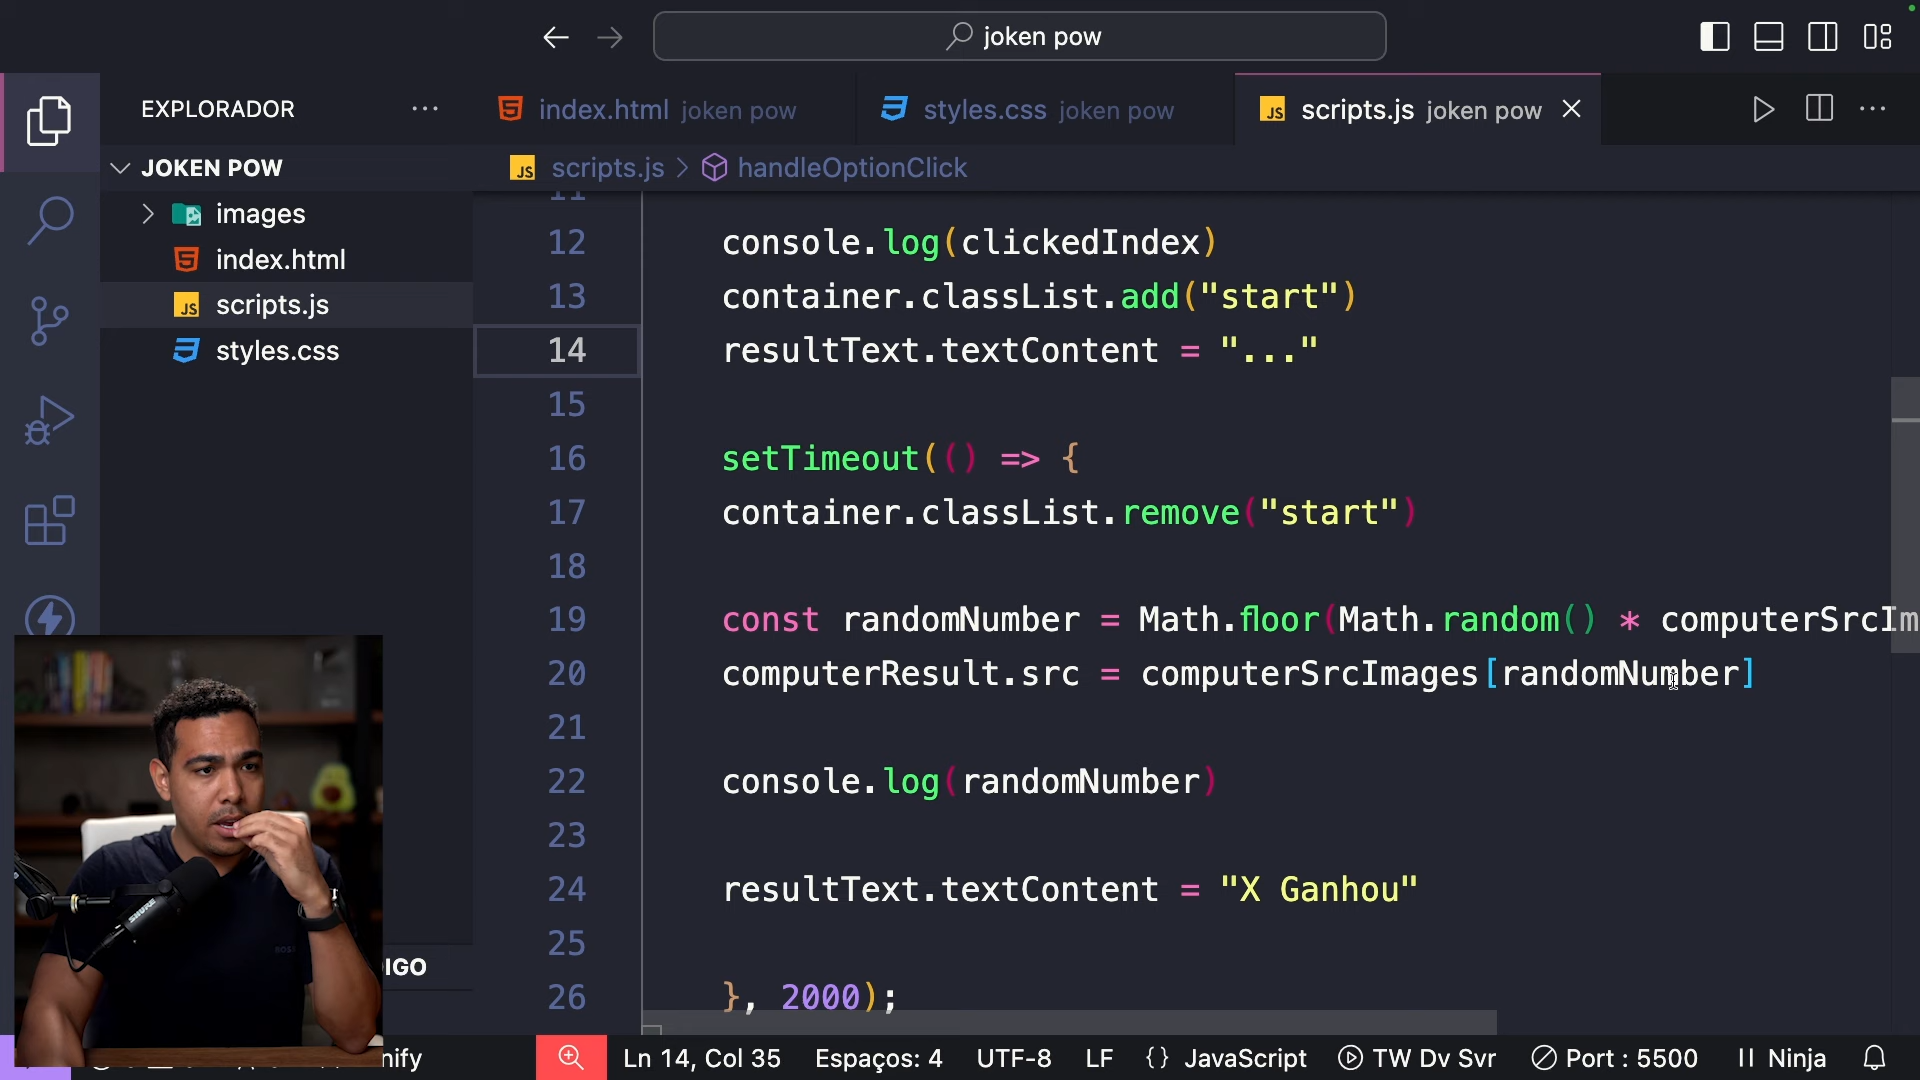 joken pow
EXPLORADOR
JOKEN POW
images
index.html
scripts.js
styles.css
index.html joken pow
styles.css joken pow
scripts.js joken pow
scripts.js > handleOptionClick
12 console.log(clickedIndex)
13 container.classList.add("start")
14 resultText.textContent = "..."
15
16 setTimeout(() => {
17 container.classList.remove("start")
18
19 const randomNumber = Math.floor(Math.random() * computerSrcIm
20 computerResult.src = computerSrcImages[randomNumber]
21
22 console.log(randomNumber)
23
24 resultText.textContent = "X Ganhou"
25
26 }, 2000);
SHURE
IGO
nify
Ln 14, Col 35
Espaços: 4
UTF-8
LF
{} JavaScript
TW Dv Svr
Port : 5500
Ninja